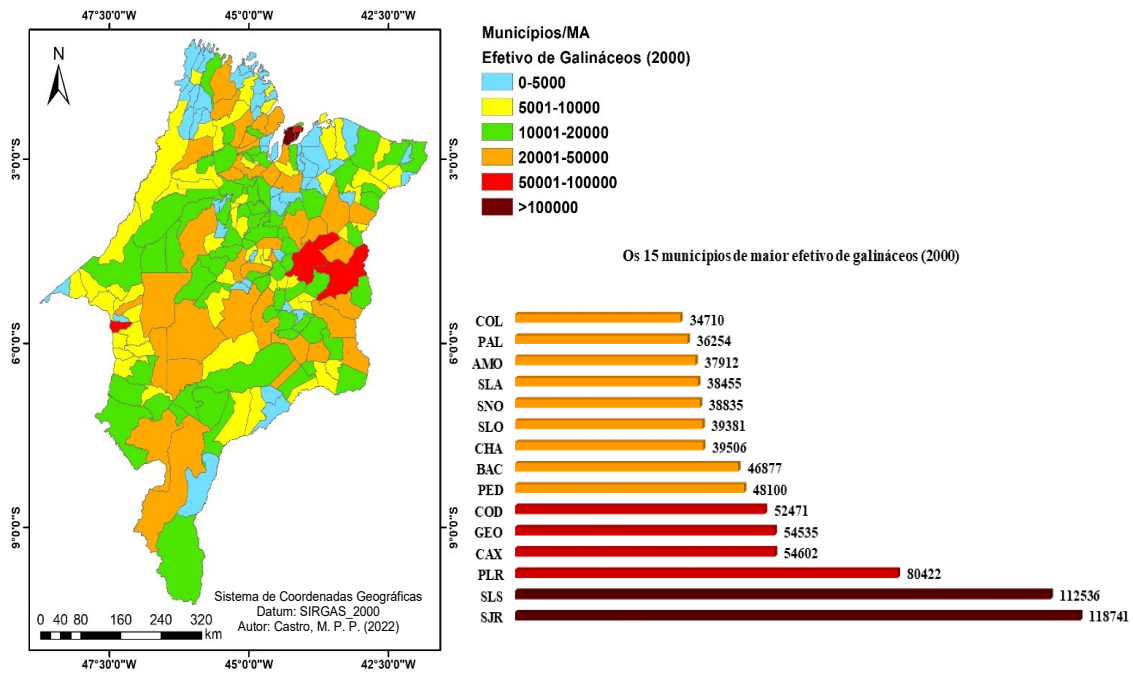 47°30'0"W 45°0'0"W 42°30'0"W
N
3°0'0"S
6°0'0"S
9°0'0"S
3°0'0"S
6°0'0"S
9°0'0"S
Sistema de Coordenadas Geográficas
Datum: SIRGAS_2000
Autor: Castro, M. P. P. (2022)
0 40 80 160 240 320
km
47°30'0"W 45°0'0"W 42°30'0"W
Municípios/MA
Efetivo de Galináceos (2000)
0-5000
5001-10000
10001-20000
20001-50000
50001-100000
>100000
Os 15 municipios de maior efetivo de galináceos (2000)
COL 34710
PAL 36254
AMO 37912
SLA 38455
SNO 38835
SLO 39381
CHA 39506
BAC 46877
PED 48100
COD 52471
GEO 54535
CAX 54602
PLR 80422
SLS 112536
SJR 118741